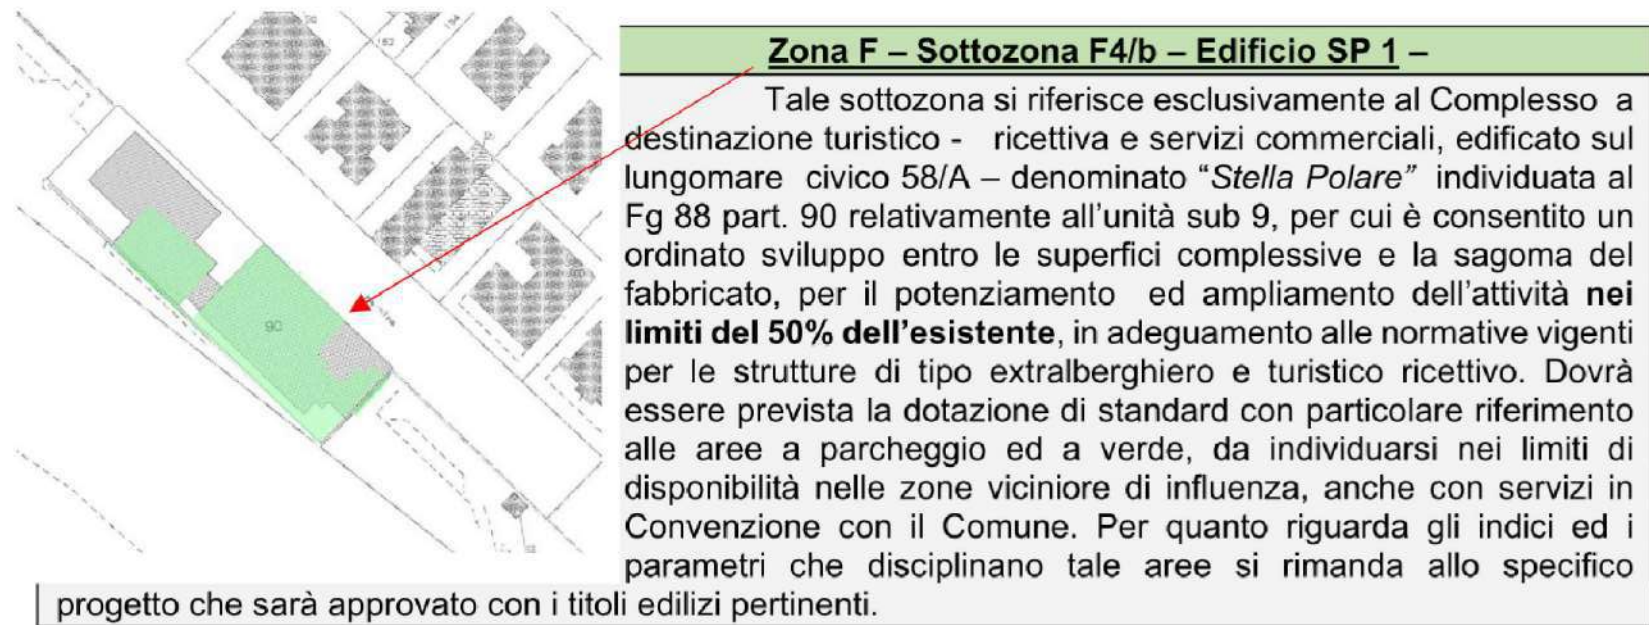 Zona F – Sottozona F4/b – Edificio SP 1 –
Tale sottozona si riferisce esclusivamente al Complesso a
destinazione turistico - ricettiva e servizi commerciali, edificato sul
lungomare civico 58/A – denominato “Stella Polare” individuata al
Fg 88 part. 90 relativamente all’unità sub 9, per cui è consentito un
ordinato sviluppo entro le superfici complessive e la sagoma del
fabbricato, per il potenziamento ed ampliamento dell’attività nei
limiti del 50% dell’esistente, in adeguamento alle normative vigenti
per le strutture di tipo extralberghiero e turistico ricettivo. Dovrà
essere prevista la dotazione di standard con particolare riferimento
alle aree a parcheggio ed a verde, da individuarsi nei limiti di
disponibilità nelle zone viciniore di influenza, anche con servizi in
Convenzione con il Comune. Per quanto riguarda gli indici ed i
parametri che disciplinano tale aree si rimanda allo specifico
progetto che sarà approvato con i titoli edilizi pertinenti.
90